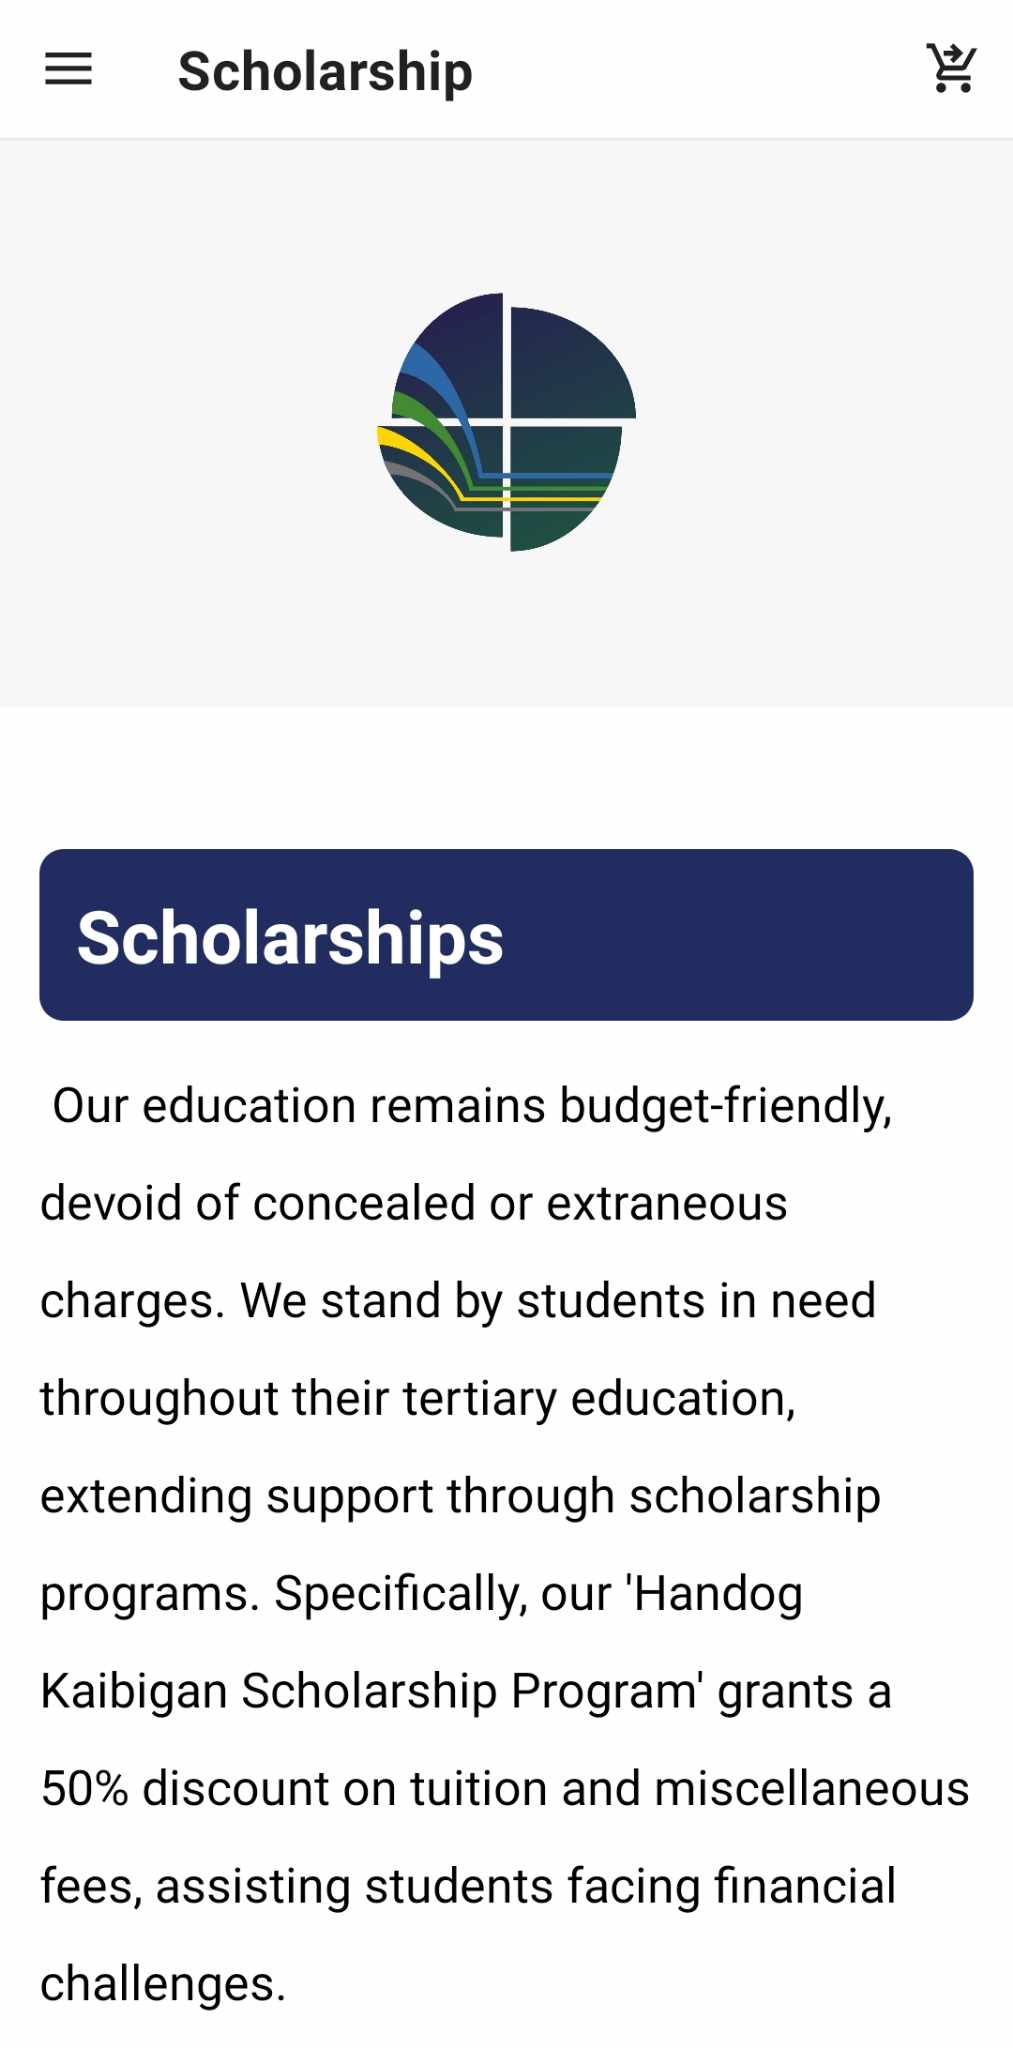 Scholarship
Scholarships
Our education remains budget-friendly,
devoid of concealed or extraneous
charges. We stand by students in need
throughout their tertiary education,
extending support through scholarship
programs. Specifically, our 'Handog
Kaibigan Scholarship Program' grants a
50% discount on tuition and miscellaneous
fees, assisting students facing financial
challenges.